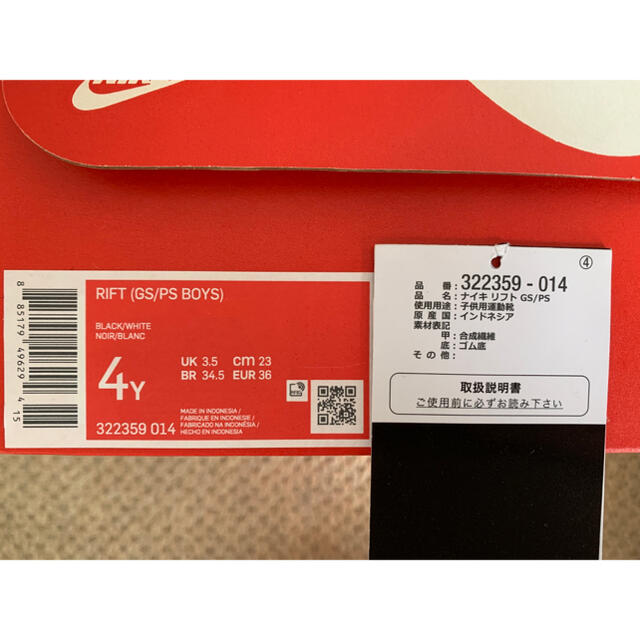 RIFT (GS/PS BOYS)
BLACK/WHITE
NOIR/BLANC
4Y
UK 3.5 cm 23
BR 34.5 EUR 36
322359 014
MADE IN INDONESIA /
FABRIQUE EN INDONESIE /
FABRICADO NA INDONÉSIA /
HECHO EN INDONESIA
8 85179 49629 4 15
④
品番:322359-014
品名:ナイキ リフト GS/PS
使用用途:子供用運動靴
原産国:インドネシア
素材表記
甲:合成繊維
底:ゴム底
その他:
取扱説明書
ご使用前に必ずお読み下さい